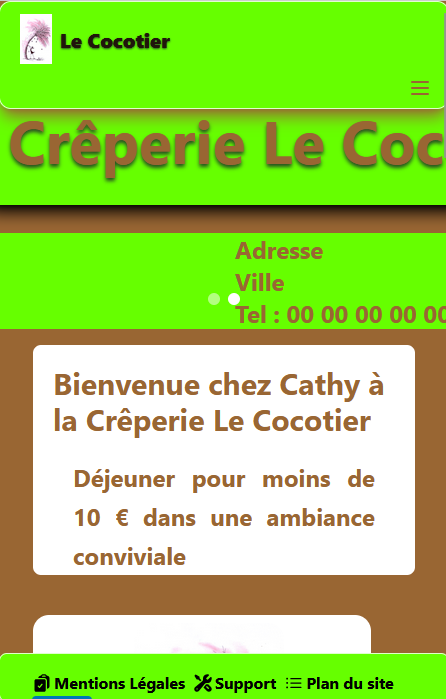 Le Cocotier
Crêperie Le Coc
Adresse
Ville
Tel : 00 00 00 00 00
Bienvenue chez Cathy à
la Crêperie Le Cocotier
Déjeuner pour moins de
10 € dans une ambiance
conviviale
Mentions Légales Support Plan du site